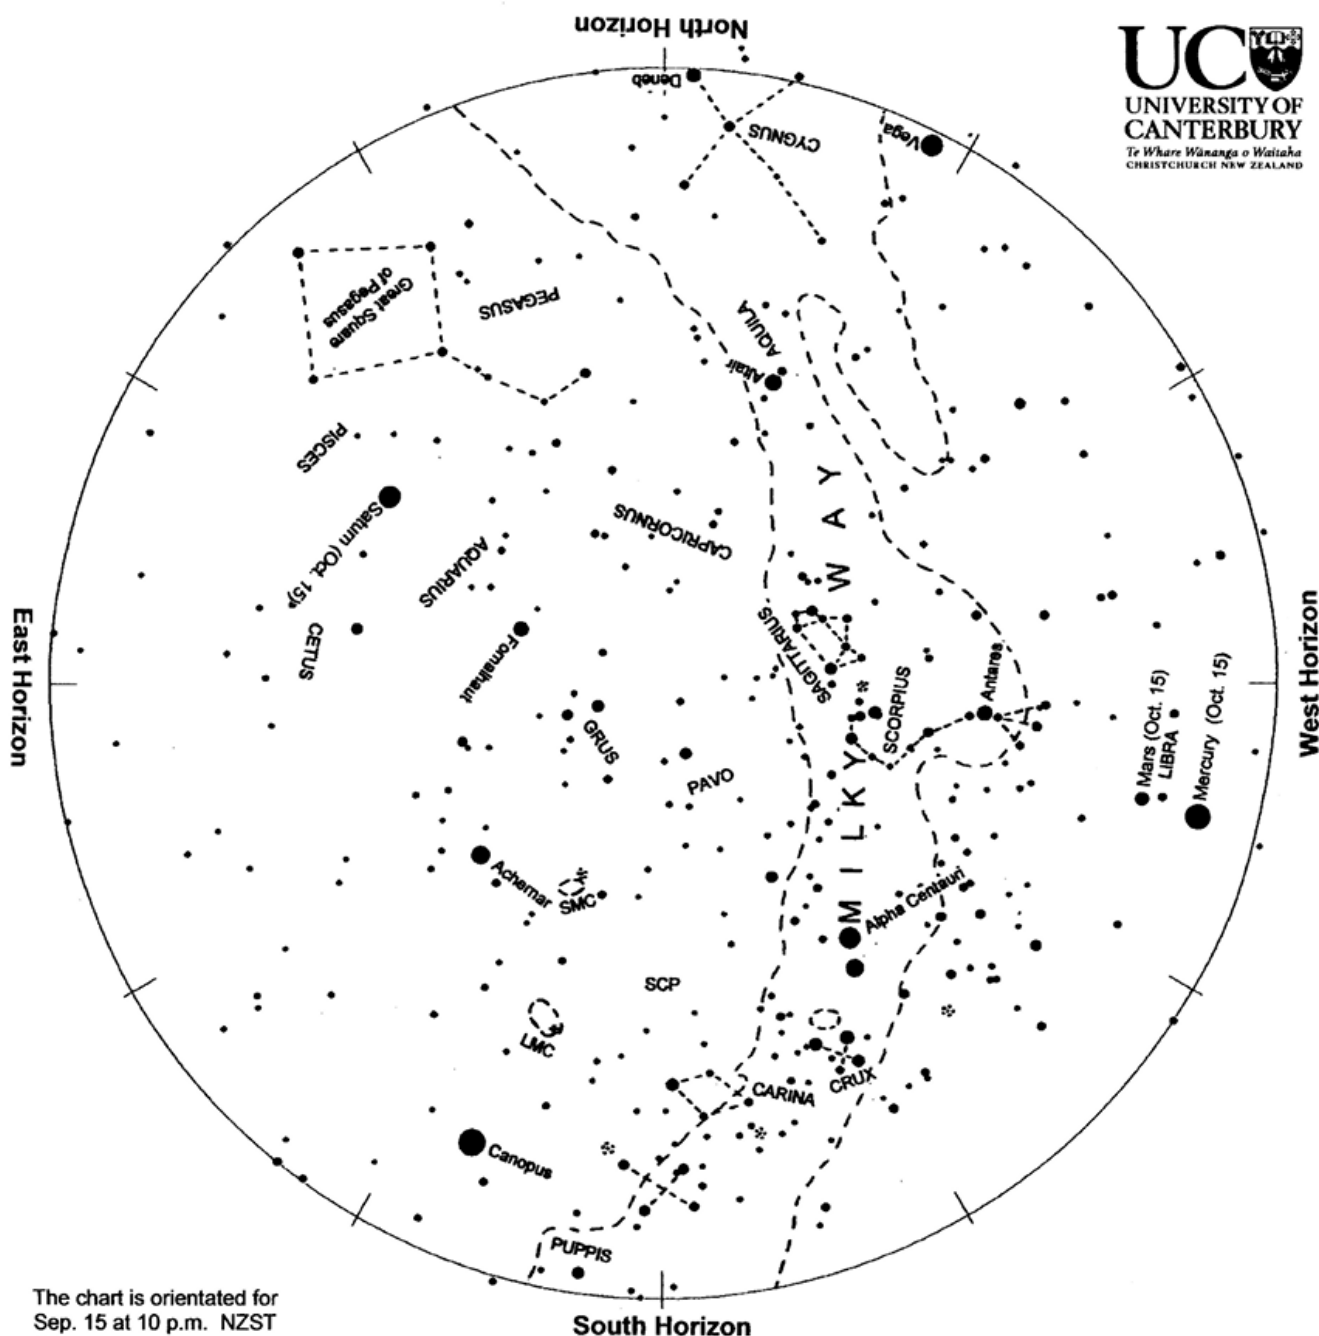 North Horizon
UC
UNIVERSITY OF
CANTERBURY
Te Whare Wānanga o Waitaha
CHRISTCHURCH NEW ZEALAND
Deneb
CYGNUS
Vega
Great Square
of Pegasus
PEGASUS
AQUILA
Altair
PISCES
Saturn (Oct. 15)
AQUARIUS
CAPRICORNUS
MILKY WAY
East Horizon
CETUS
Fomalhaut
SAGITTARIUS
SCORPIUS
Antares
Mars (Oct. 15)
LIBRA
Mercury (Oct. 15)
West Horizon
GRUS
PAVO
Achernar
SMC
Alpha Centauri
SCP
LMC
CARINA
CRUX
Canopus
PUPPIS
The chart is orientated for
Sep. 15 at 10 p.m. NZST
South Horizon